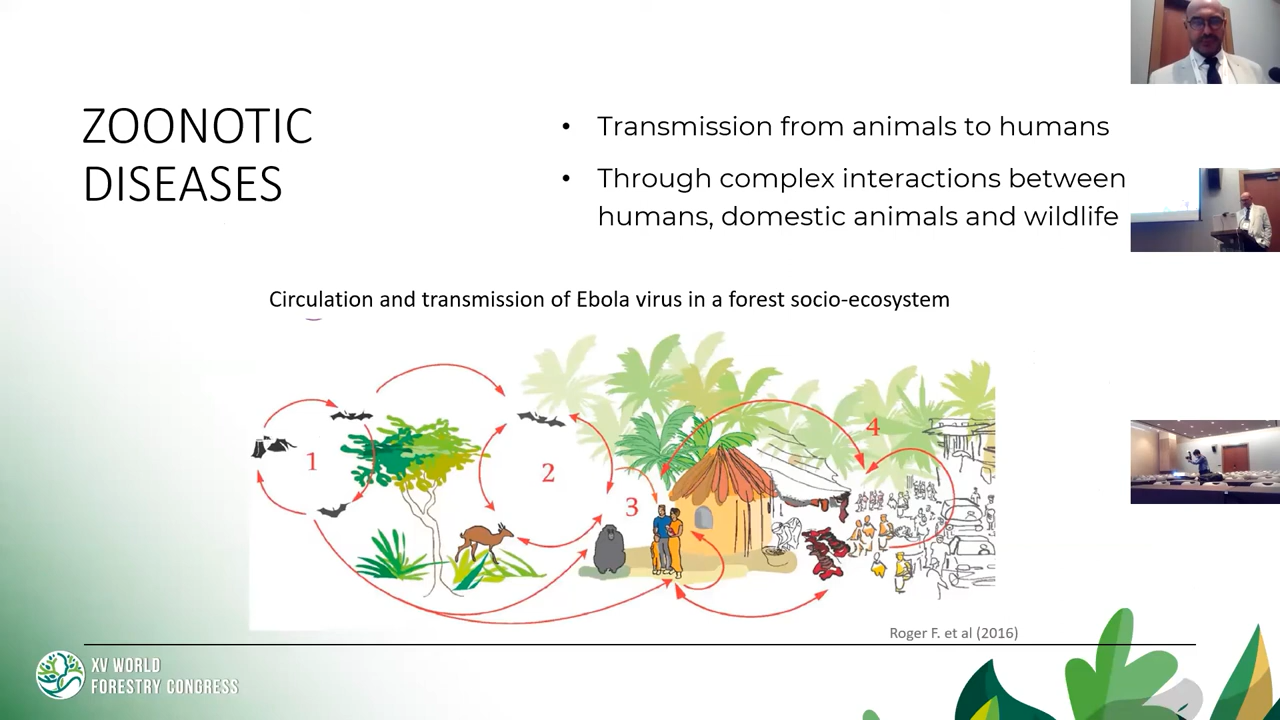 ZOONOTIC
DISEASES
• Transmission from animals to humans
• Through complex interactions between
humans, domestic animals and wildlife
Circulation and transmission of Ebola virus in a forest socio-ecosystem
1
2
3
4
Roger F. et al (2016)
XV WORLD
FORESTRY CONGRESS